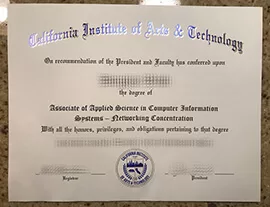 California Institute of Arts & Technology
On recommendation of the President and Faculty has conferred upon
the degree of
Associate of Applied Science in Computer Information
Systems – Networking Concentration
With all the honors, privileges, and obligations pertaining to that degree
Registrar
President